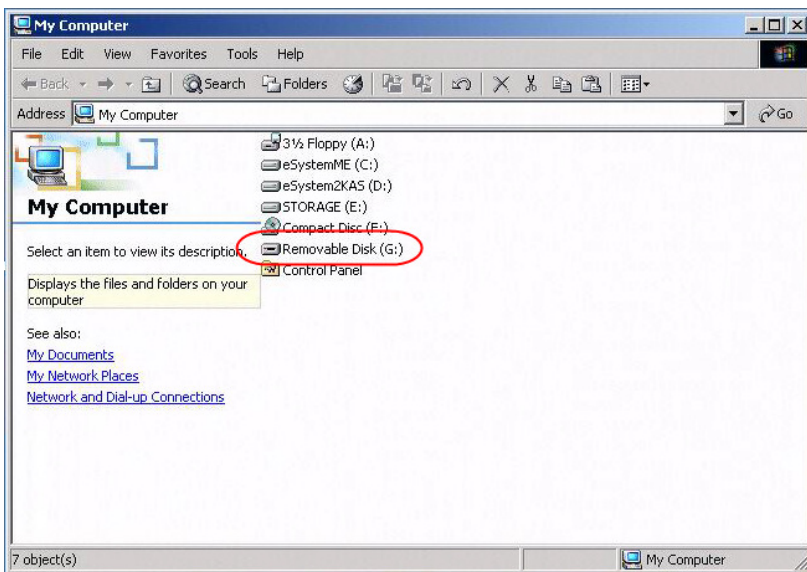 My Computer
File Edit View Favorites Tools Help
Back Search Folders
Address My Computer Go
3½ Floppy (A:)
eSystemME (C:)
eSystem2KAS (D:)
STORAGE (E:)
Compact Disc (F:)
Removable Disk (G:)
Control Panel
My Computer
Select an item to view its description.
Displays the files and folders on your
computer
See also:
My Documents
My Network Places
Network and Dial-up Connections
7 object(s) My Computer